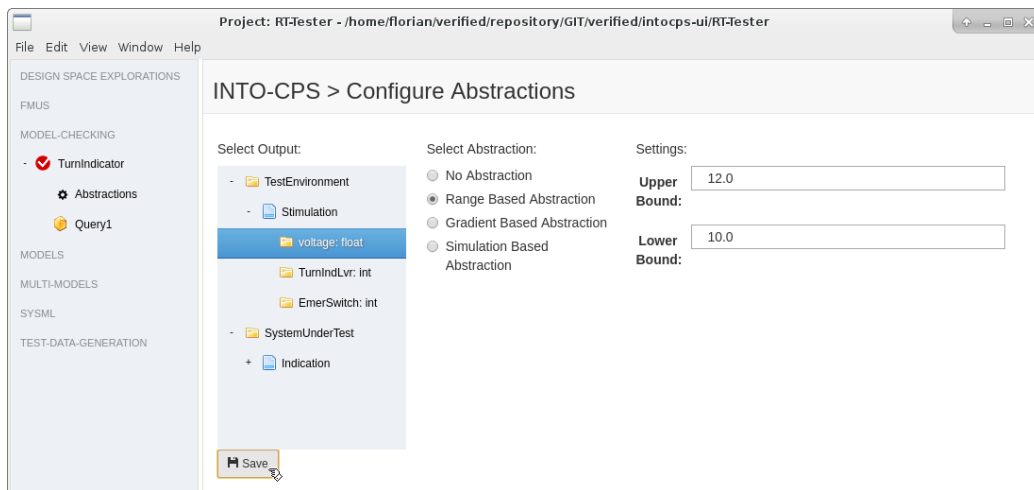 Project: RT-Tester - /home/florian/verified/repository/GIT/verified/intocps-ui/RT-Tester
File Edit View Window Help
DESIGN SPACE EXPLORATIONS
FMUS
MODEL-CHECKING
- TurnIndicator
Abstractions
Query1
MODELS
MULTI-MODELS
SYSML
TEST-DATA-GENERATION
INTO-CPS > Configure Abstractions
Select Output:
- TestEnvironment
- Stimulation
voltage: float
TurnIndLvr: int
EmerSwitch: int
- SystemUnderTest
+ Indication
Save
Select Abstraction:
No Abstraction
Range Based Abstraction
Gradient Based Abstraction
Simulation Based
Abstraction
Settings:
Upper
Bound:
12.0
Lower
Bound:
10.0